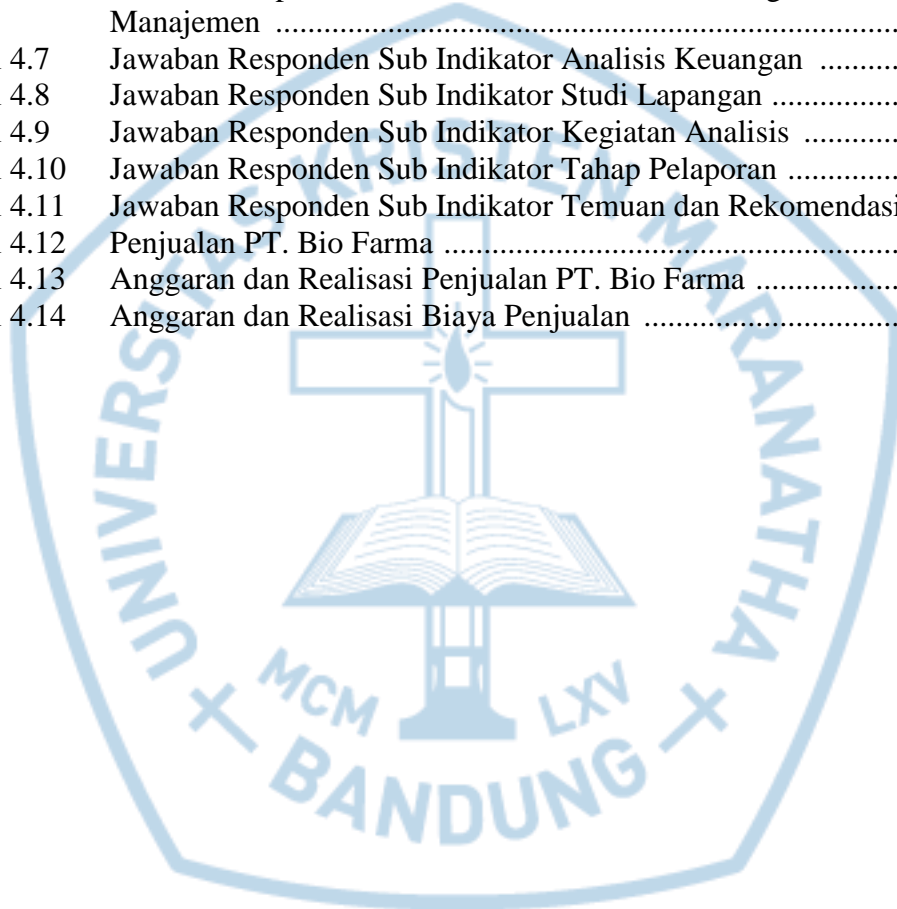 Manajemen ...........................................................................
4.7 Jawaban Responden Sub Indikator Analisis Keuangan ..........
4.8 Jawaban Responden Sub Indikator Studi Lapangan ................
4.9 Jawaban Responden Sub Indikator Kegiatan Analisis ............
4.10 Jawaban Responden Sub Indikator Tahap Pelaporan ..............
4.11 Jawaban Responden Sub Indikator Temuan dan Rekomendasi
4.12 Penjualan PT. Bio Farma .........................................................
4.13 Anggaran dan Realisasi Penjualan PT. Bio Farma ..................
4.14 Anggaran dan Realisasi Biaya Penjualan ................................
UNIVERSITAS KRISTEN MARANATHA
MCM LXV
BANDUNG